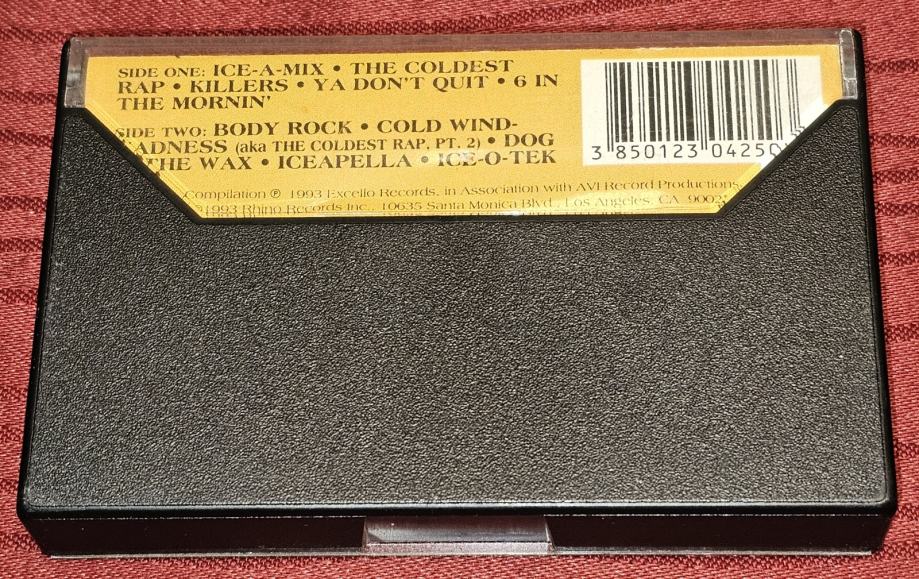 SIDE ONE: ICE-A-MIX • THE COLDEST
RAP • KILLERS • YA DON'T QUIT • 6 IN
THE MORNIN'
SIDE TWO: BODY ROCK • COLD WIND-
ADNESS (aka THE COLDEST RAP, PT. 2) • DOG
THE WAX • ICEAPELLA • ICE-O-TEK
3 850123 04250
Compilation ℗ 1993 Excello Records, in Association with AVI Record Productions.
©1993 Rhino Records Inc., 10635 Santa Monica Blvd., Los Angeles, CA 9002